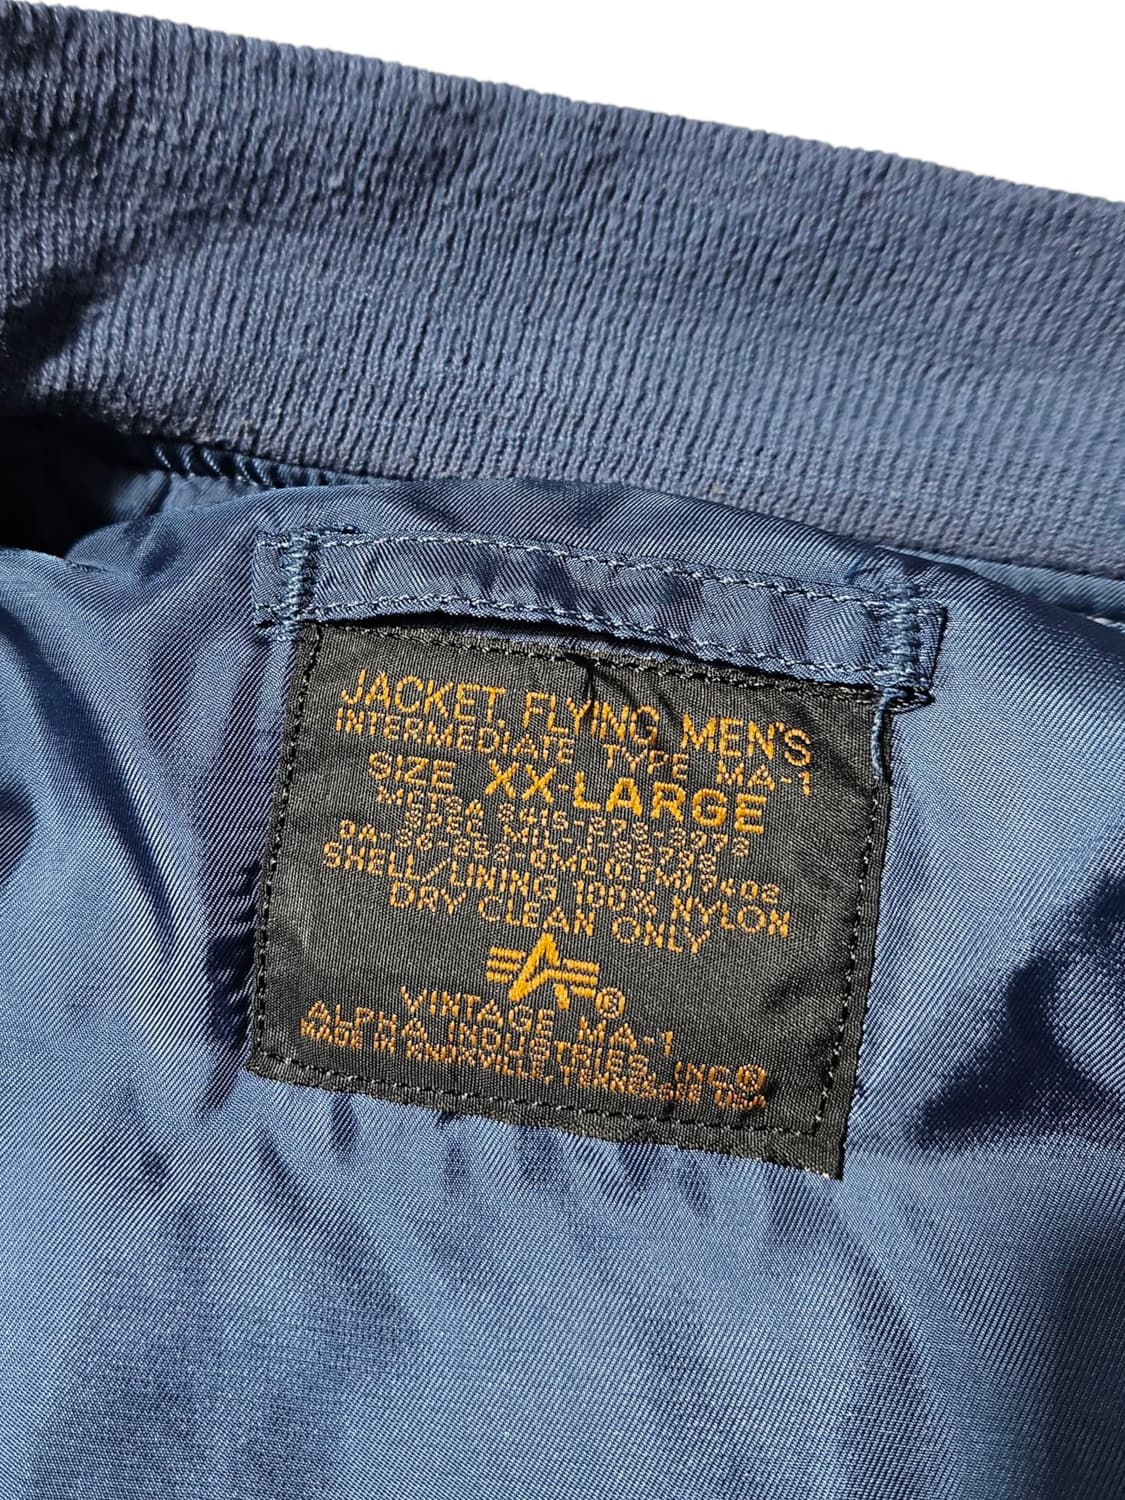 JACKET, FLYING MEN'S
INTERMEDIATE TYPE MA-1
SIZE XX-LARGE
SHELL/LINING 100% NYLON
DRY CLEAN ONLY
®
VINTAGE MA-1
ALPHA INDUSTRIES, INC®
MADE IN KNOXVILLE, TENNESSEE USA